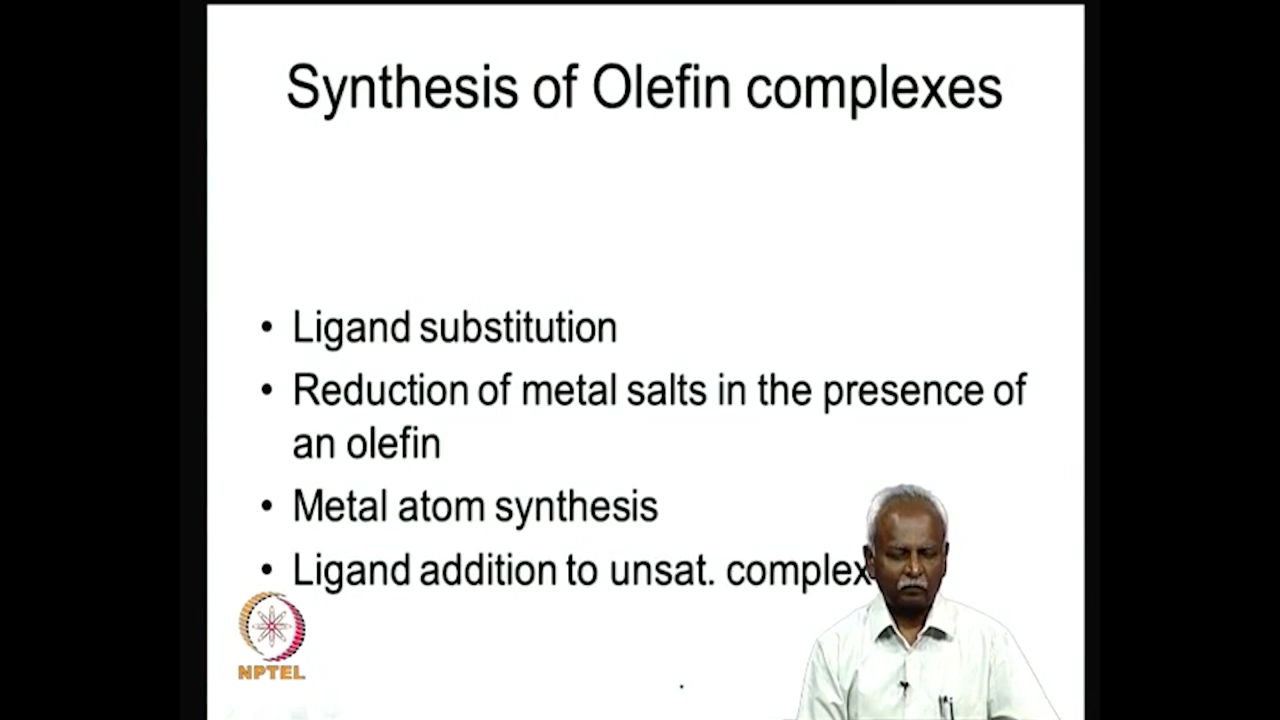 Synthesis of Olefin complexes
• Ligand substitution
• Reduction of metal salts in the presence of
an olefin
• Metal atom synthesis
• Ligand addition to unsat. complex
NPTEL